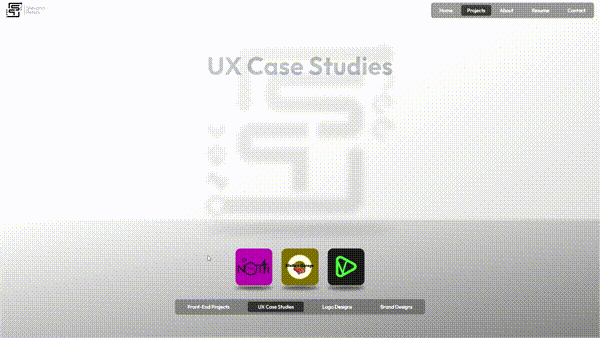 Home Projects About Resume Contact
UX Case Studies
Front-End Projects UX Case Studies Logo Designs Brand Designs